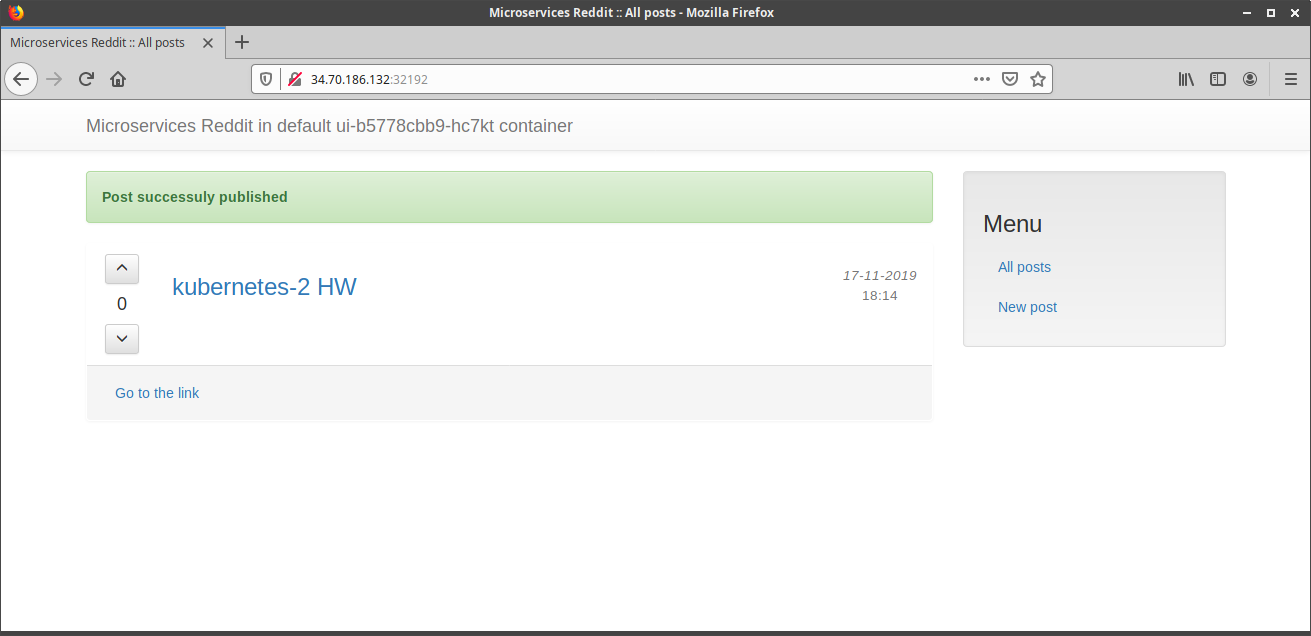 Microservices Reddit :: All posts - Mozilla Firefox
Microservices Reddit :: All posts
34.70.186.132:32192
Microservices Reddit in default ui-b5778cbb9-hc7kt container
Post successuly published
kubernetes-2 HW
17-11-2019
18:14
0
Go to the link
Menu
All posts
New post